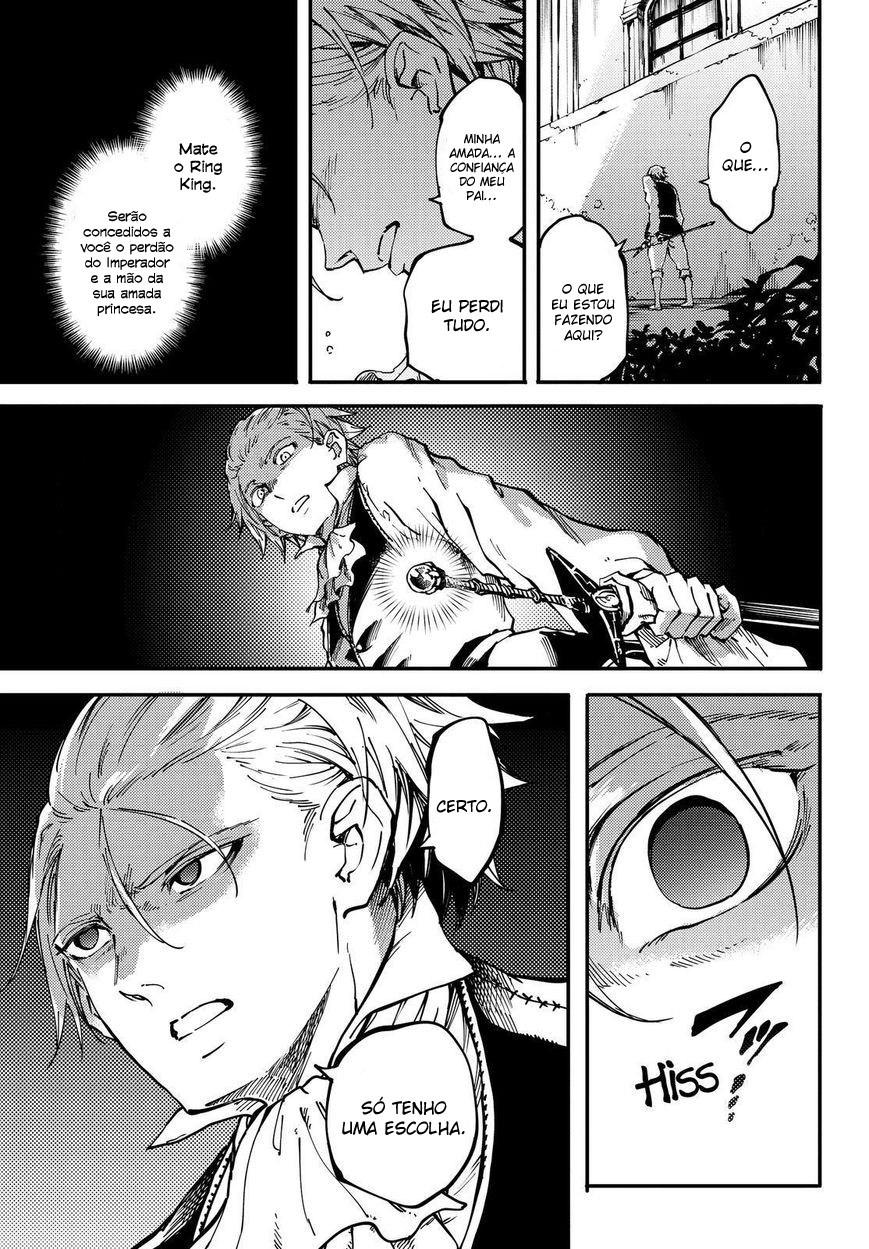 O
QUE...
O QUE
EU ESTOU
FAZENDO
AQUI?
MINHA
AMADA... A
CONFIANÇA
DO MEU
PAI...
EU PERDI
TUDO.
Mate
o Ring
King.
Serão
concedidos a
você o perdão
do Imperador
e a mão da
sua amada
princesa.
Hiss
CERTO.
SÓ TENHO
UMA ESCOLHA.